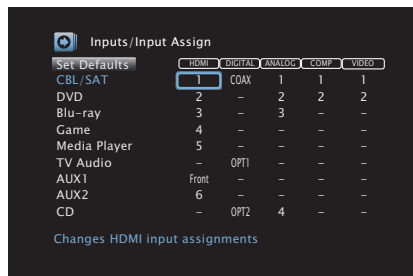 Inputs/Input Assign
Set Defaults HDMI DIGITAL ANALOG COMP VIDEO
CBL/SAT 1 COAX 1 1 1
DVD 2 – 2 2 2
Blu-ray 3 – 3 – –
Game 4 – – – –
Media Player 5 – – – –
TV Audio – OPT1 – – –
AUX1 Front – – – –
AUX2 6 – – – –
CD – OPT2 4 – –
Changes HDMI input assignments